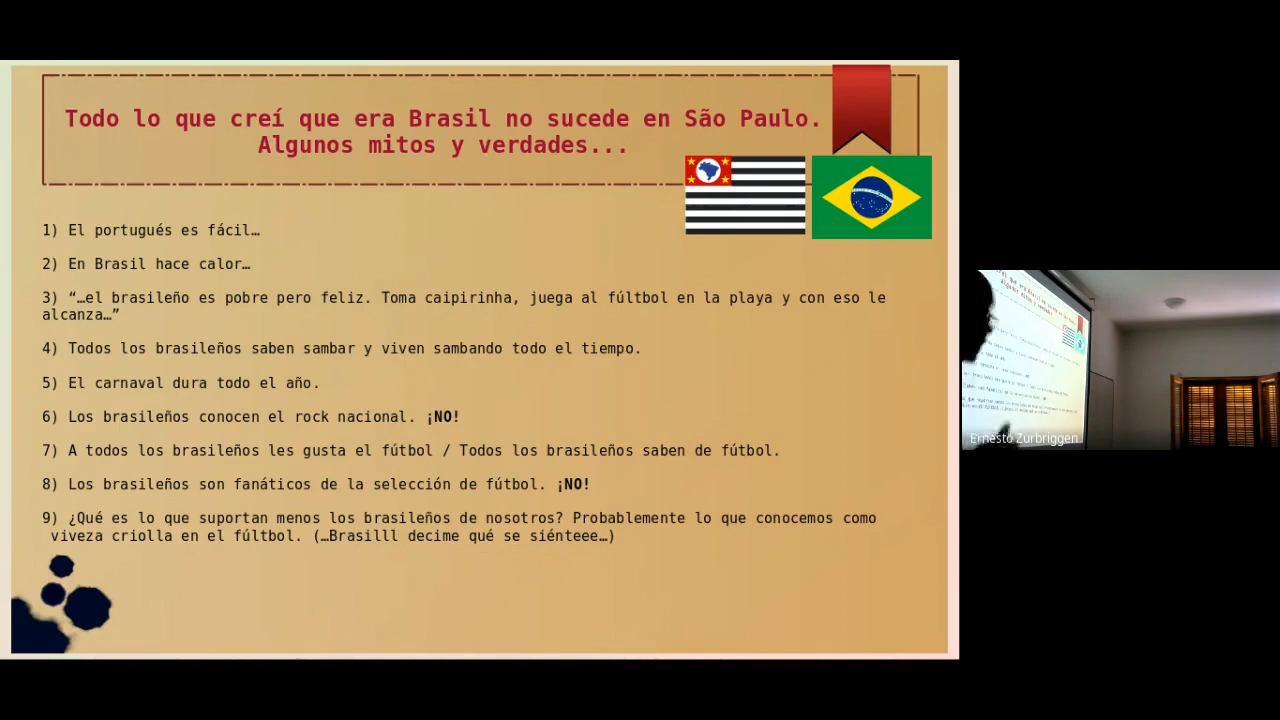 Todo lo que creí que era Brasil no sucede en São Paulo.
Algunos mitos y verdades...
1) El portugués es fácil…
2) En Brasil hace calor…
3) “…el brasileño es pobre pero feliz. Toma caipirinha, juega al fúltbol en la playa y con eso le
alcanza…”
4) Todos los brasileños saben sambar y viven sambando todo el tiempo.
5) El carnaval dura todo el año.
6) Los brasileños conocen el rock nacional. ¡NO!
7) A todos los brasileños les gusta el fútbol / Todos los brasileños saben de fútbol.
8) Los brasileños son fanáticos de la selección de fútbol. ¡NO!
9) ¿Qué es lo que suportan menos los brasileños de nosotros? Probablemente lo que conocemos como
viveza criolla en el fúltbol. (…Brasilll decime qué se siénteee…)
Ernesto Zurbriggen